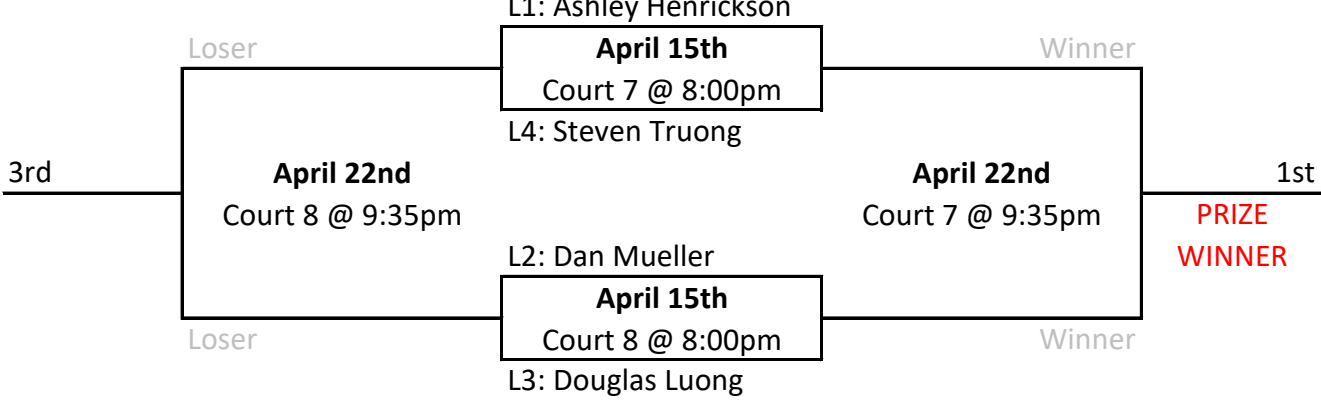 L1: Ashley Henrickson
Loser
April 15th
Winner
Court 7 @ 8:00pm
L4: Steven Truong
3rd
April 22nd
April 22nd
1st
Court 8 @ 9:35pm
Court 7 @ 9:35pm
PRIZE
WINNER
L2: Dan Mueller
April 15th
Loser
Court 8 @ 8:00pm
Winner
L3: Douglas Luong